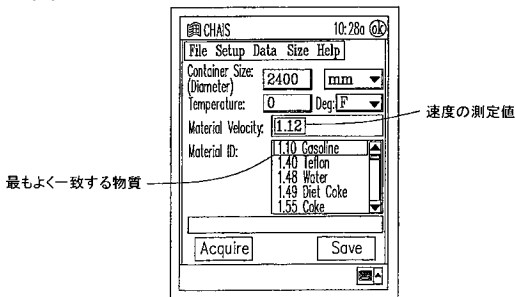 CHAIS 10:28a ok
File Setup Data Size Help
Container Size: (Diameter) 2400 mm
Temperature: 0 Deg: F
Material Velocity: 1.12
速度の測定値
Material ID: 1.10 Gasoline
1.40 Teflon
最もよく一致する物質
1.48 Water
1.49 Diet Coke
1.55 Coke
Acquire Save